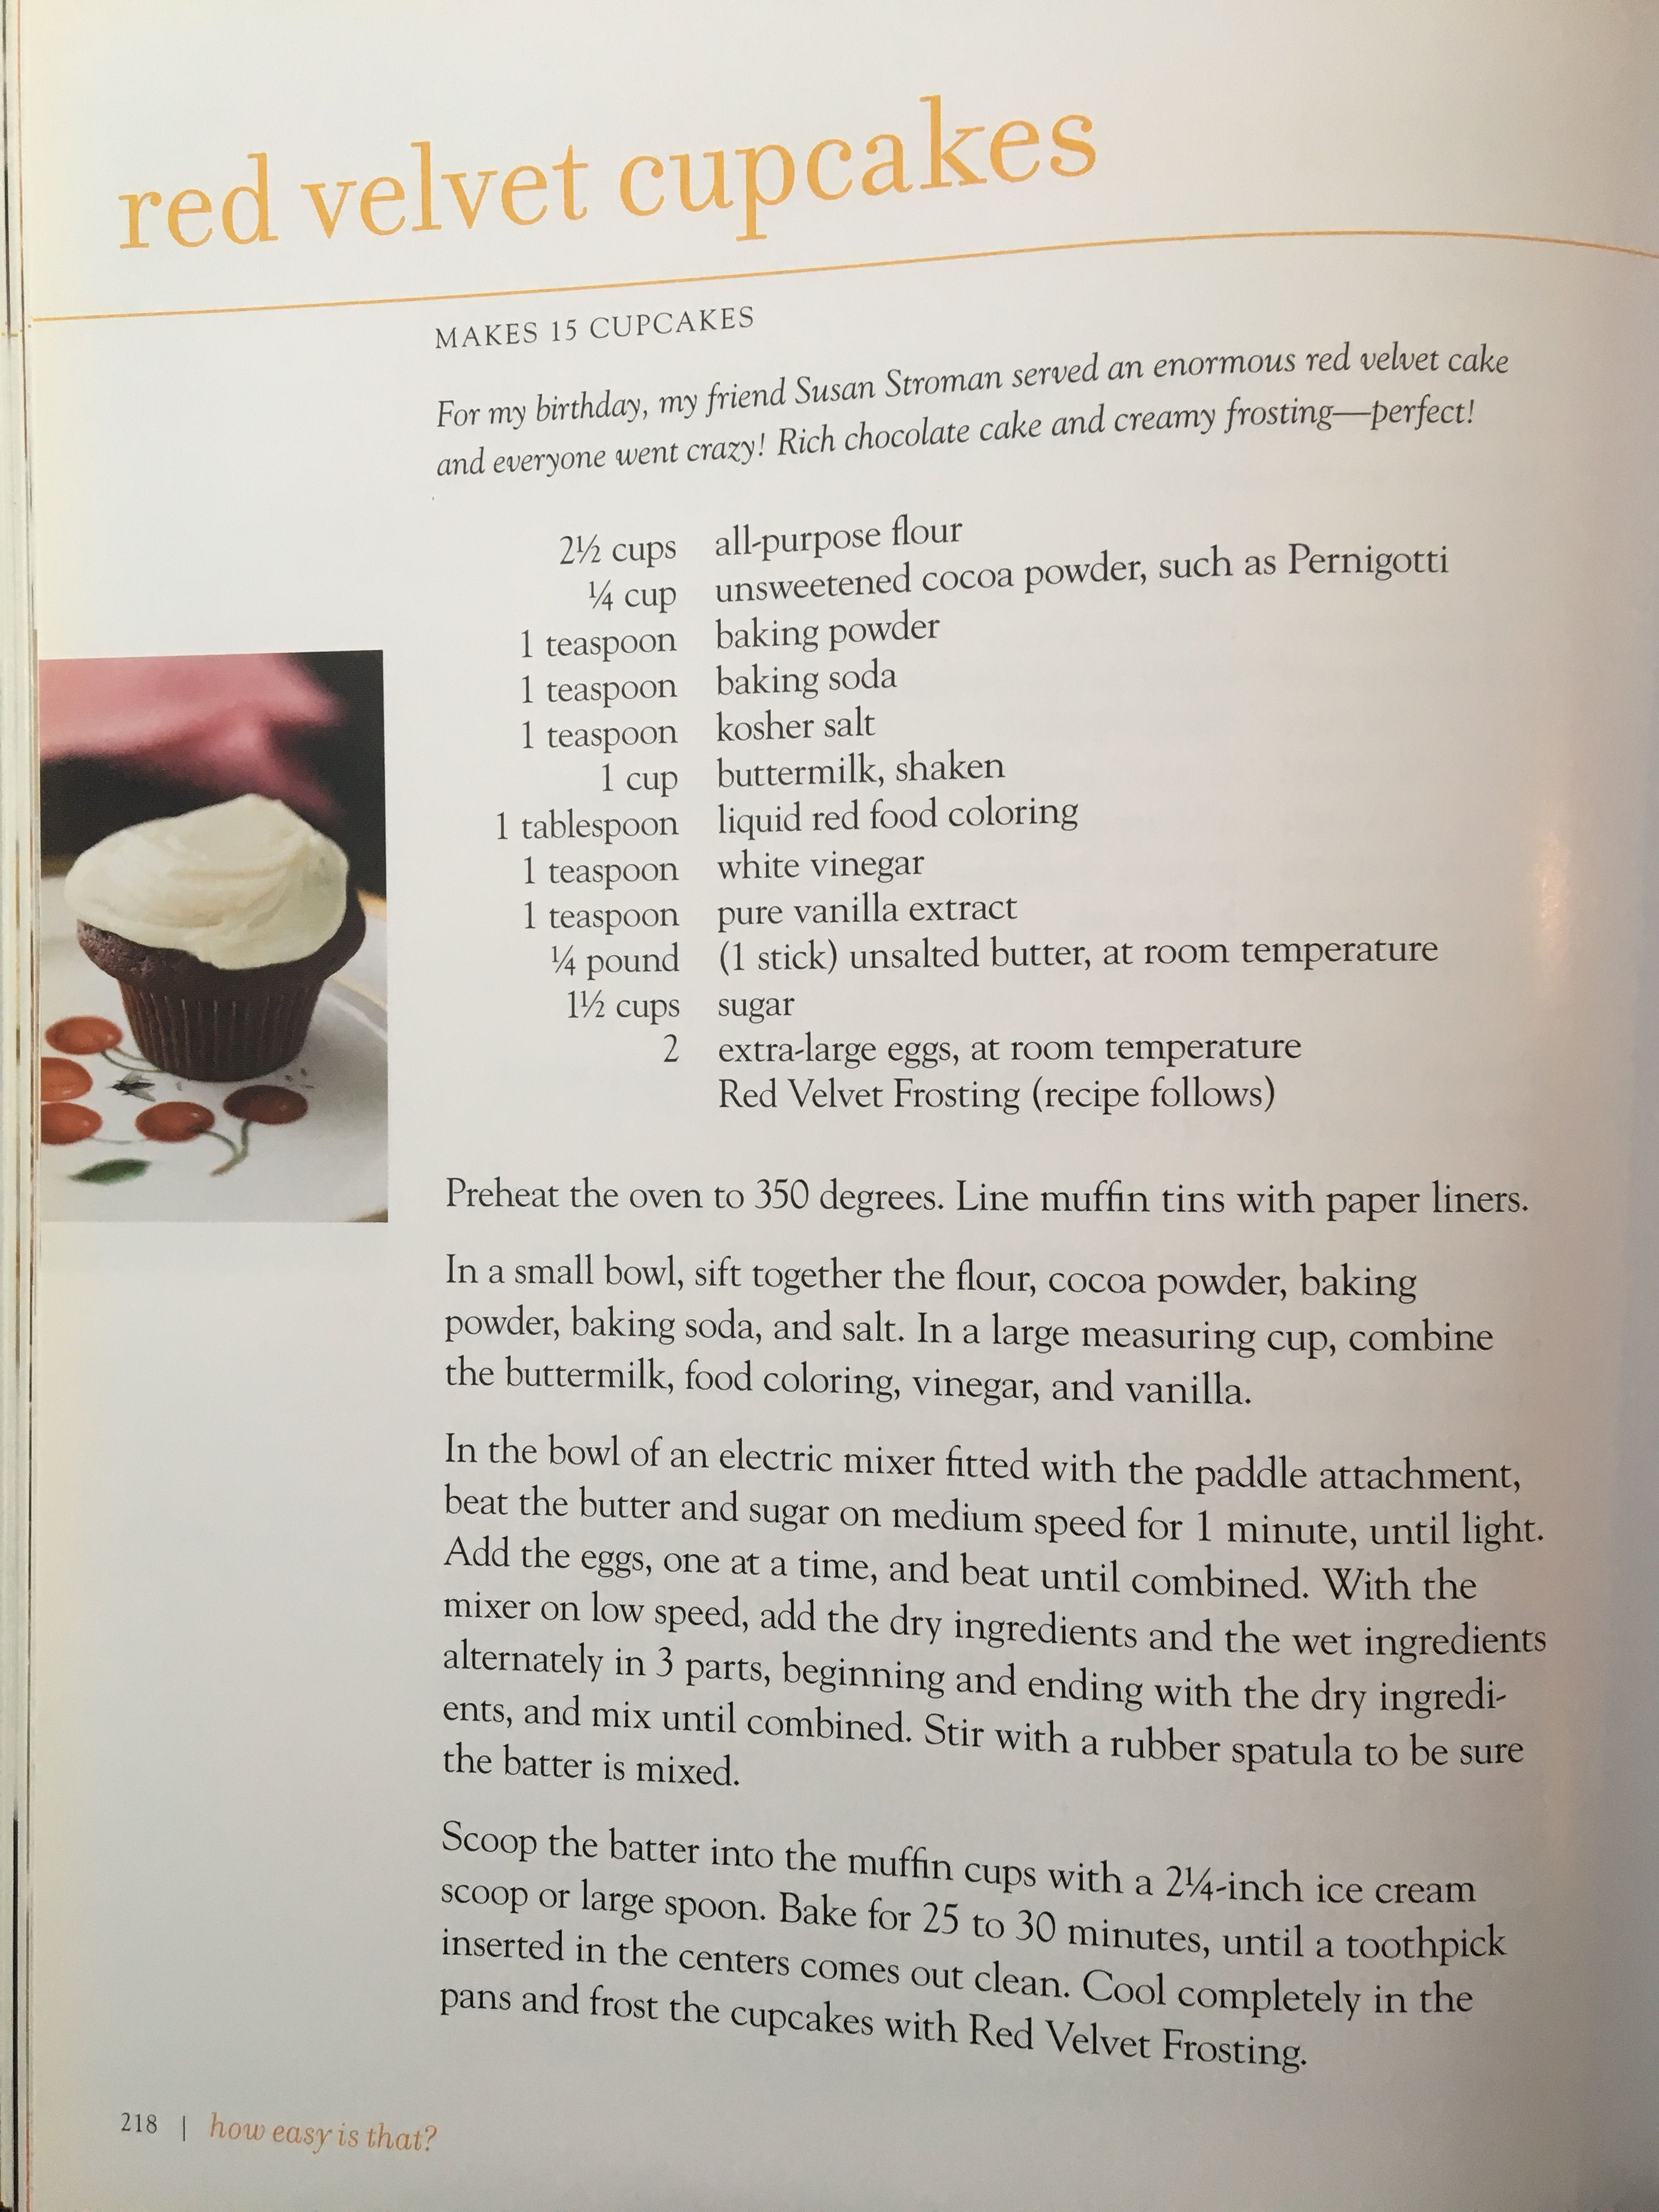 red velvet cupcakes
MAKES 15 CUPCAKES
For my birthday, my friend Susan Stroman served an enormous red velvet cake
and everyone went crazy! Rich chocolate cake and creamy frosting—perfect!
2½ cups all-purpose flour
¼ cup unsweetened cocoa powder, such as Pernigotti
1 teaspoon baking powder
1 teaspoon baking soda
1 teaspoon kosher salt
1 cup buttermilk, shaken
1 tablespoon liquid red food coloring
1 teaspoon white vinegar
1 teaspoon pure vanilla extract
¼ pound (1 stick) unsalted butter, at room temperature
1½ cups sugar
2 extra-large eggs, at room temperature
Red Velvet Frosting (recipe follows)
Preheat the oven to 350 degrees. Line muffin tins with paper liners.
In a small bowl, sift together the flour, cocoa powder, baking
powder, baking soda, and salt. In a large measuring cup, combine
the buttermilk, food coloring, vinegar, and vanilla.
In the bowl of an electric mixer fitted with the paddle attachment,
beat the butter and sugar on medium speed for 1 minute, until light.
Add the eggs, one at a time, and beat until combined. With the
mixer on low speed, add the dry ingredients and the wet ingredients
alternately in 3 parts, beginning and ending with the dry ingredi-
ents, and mix until combined. Stir with a rubber spatula to be sure
the batter is mixed.
Scoop the batter into the muffin cups with a 2¼-inch ice cream
scoop or large spoon. Bake for 25 to 30 minutes, until a toothpick
inserted in the centers comes out clean. Cool completely in the
pans and frost the cupcakes with Red Velvet Frosting.
218 | how easy is that?